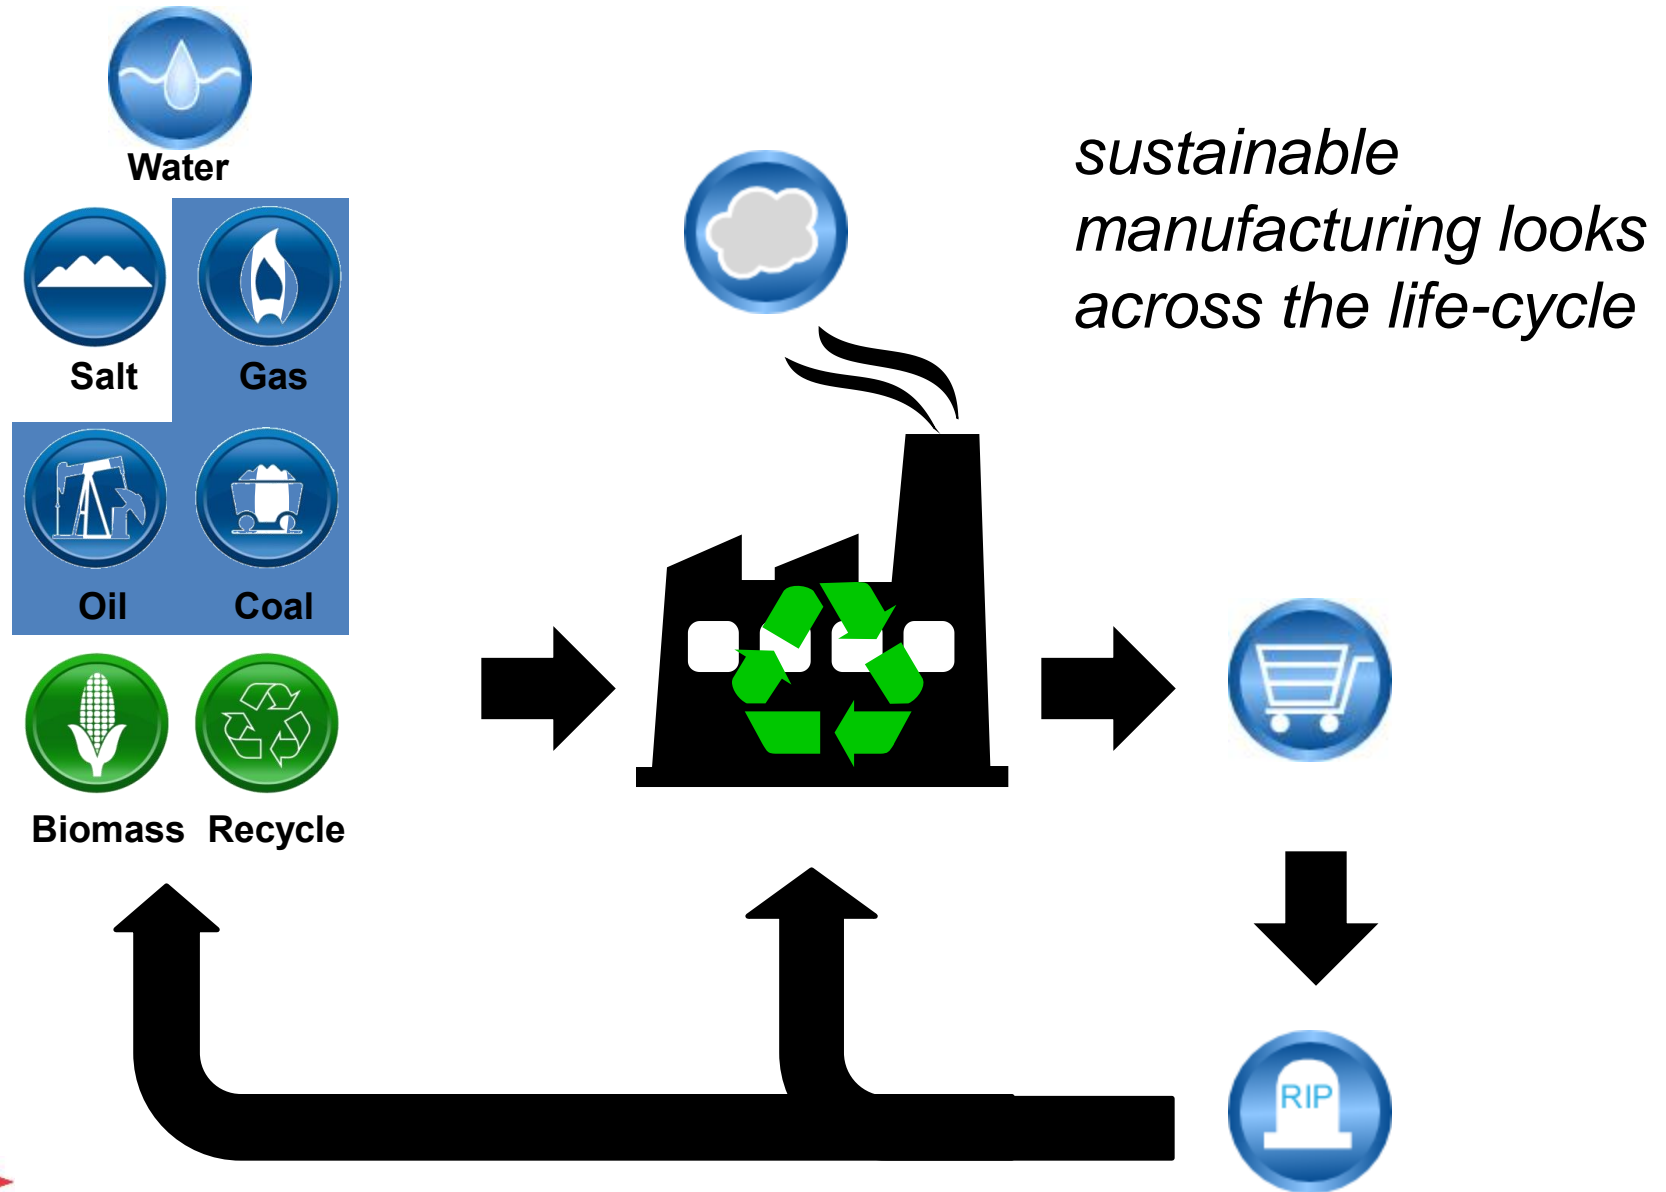 Water
sustainable
manufacturing looks
across the life-cycle
Salt Gas
Oil Coal
Biomass Recycle
RIP